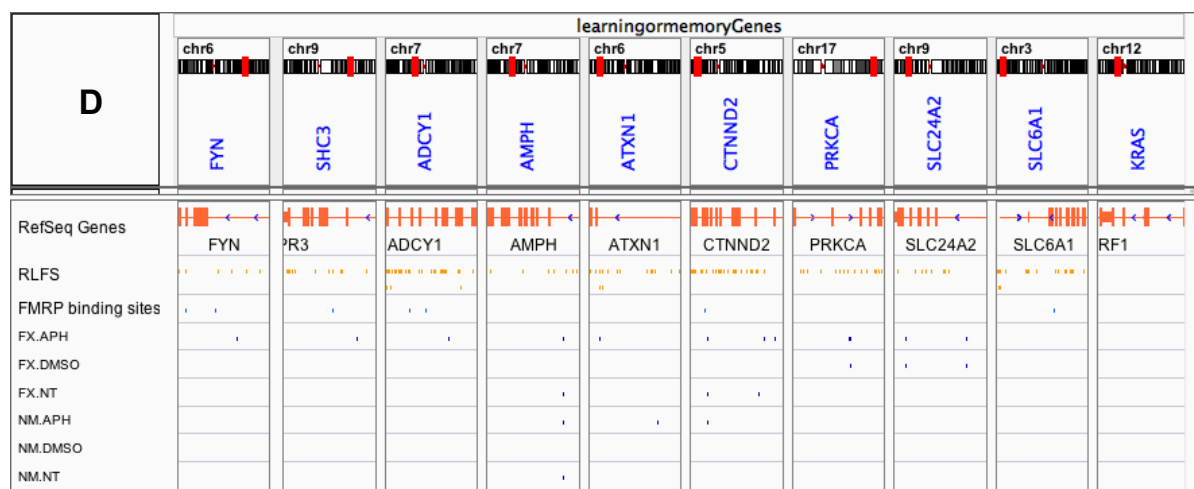 D
learningormemoryGenes
chr6 chr9 chr7 chr7 chr6 chr5 chr17 chr9 chr3 chr12
FYN SHC3 ADCY1 AMPH ATXN1 CTNND2 PRKCA SLC24A2 SLC6A1 KRAS
RefSeq Genes
FYN PR3 ADCY1 AMPH ATXN1 CTNND2 PRKCA SLC24A2 SLC6A1 RF1
RLFS
FMRP binding sites
FX.APH
FX.DMSO
FX.NT
NM.APH
NM.DMSO
NM.NT